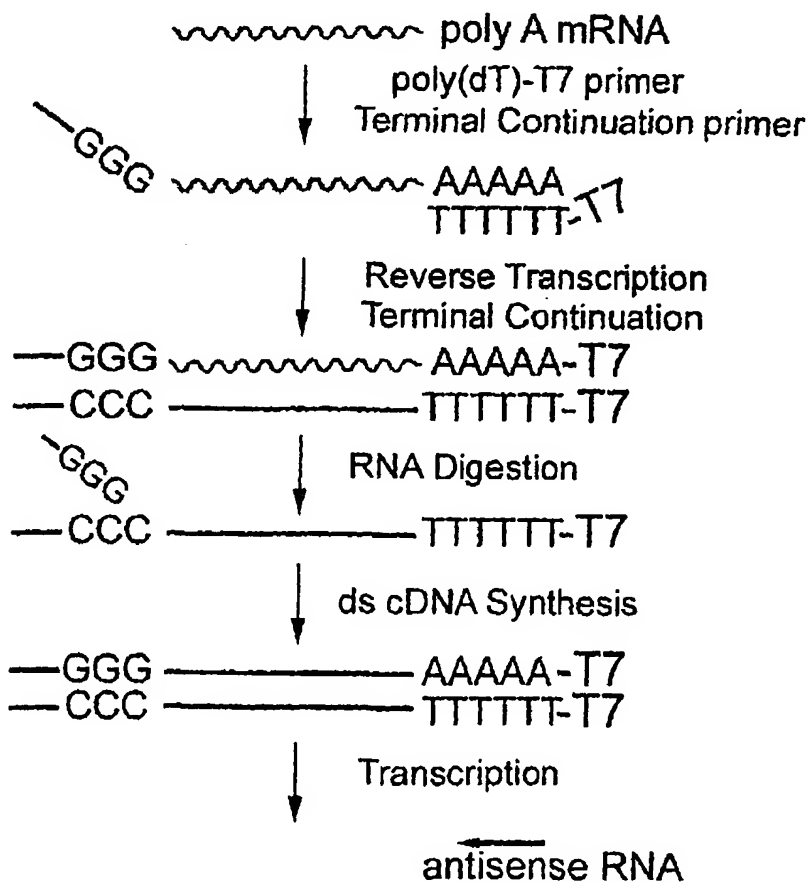 poly A mRNA
poly(dT)-T7 primer
Terminal Continuation primer
GGG AAAAA
TTTTTT-T7
Reverse Transcription
Terminal Continuation
GGG AAAAA-T7
CCC TTTTTT-T7
GGG
RNA Digestion
CCC TTTTTT-T7
ds cDNA Synthesis
GGG AAAAA-T7
CCC TTTTTT-T7
Transcription
antisense RNA